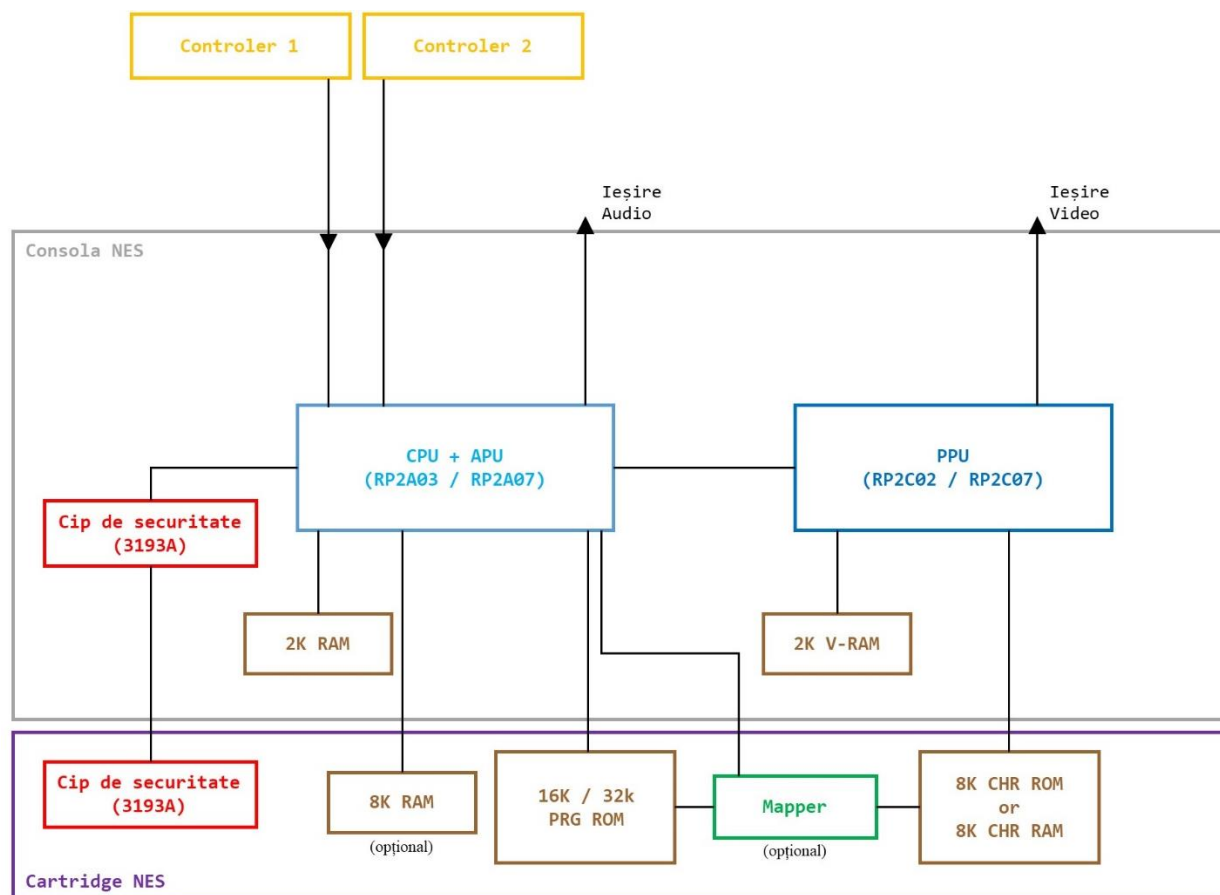 Controler 1
Controler 2
Ieșire
Audio
Ieșire
Video
Consola NES
CPU + APU
(RP2A03 / RP2A07)
PPU
(RP2C02 / RP2C07)
Cip de securitate
(3193A)
2K RAM
2K V-RAM
Cip de securitate
(3193A)
8K RAM
(opțional)
16K / 32k
PRG ROM
Mapper
(opțional)
8K CHR ROM
or
8K CHR RAM
Cartridge NES